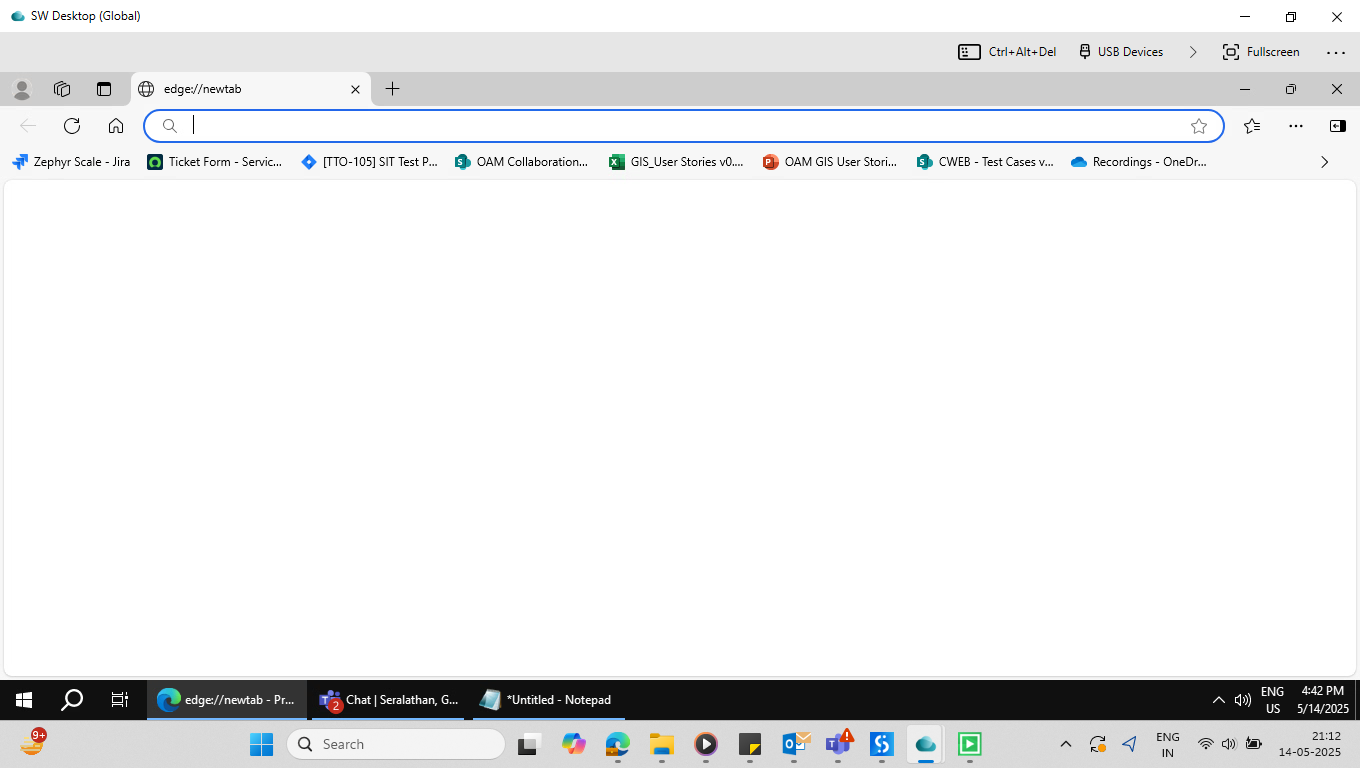 SW Desktop (Global)
Ctrl+Alt+Del USB Devices Fullscreen
edge://newtab
Zephyr Scale - Jira Ticket Form - Servic... [TTO-105] SIT Test P... OAM Collaboration... GIS_User Stories v0.... OAM GIS User Stori... CWEB - Test Cases v... Recordings - OneDr...
edge://newtab - Pr... 2 Chat | Seralathan, G... *Untitled - Notepad ENG 4:42 PM
US 5/14/2025
9+ Search ENG 21:12
IN 14-05-2025